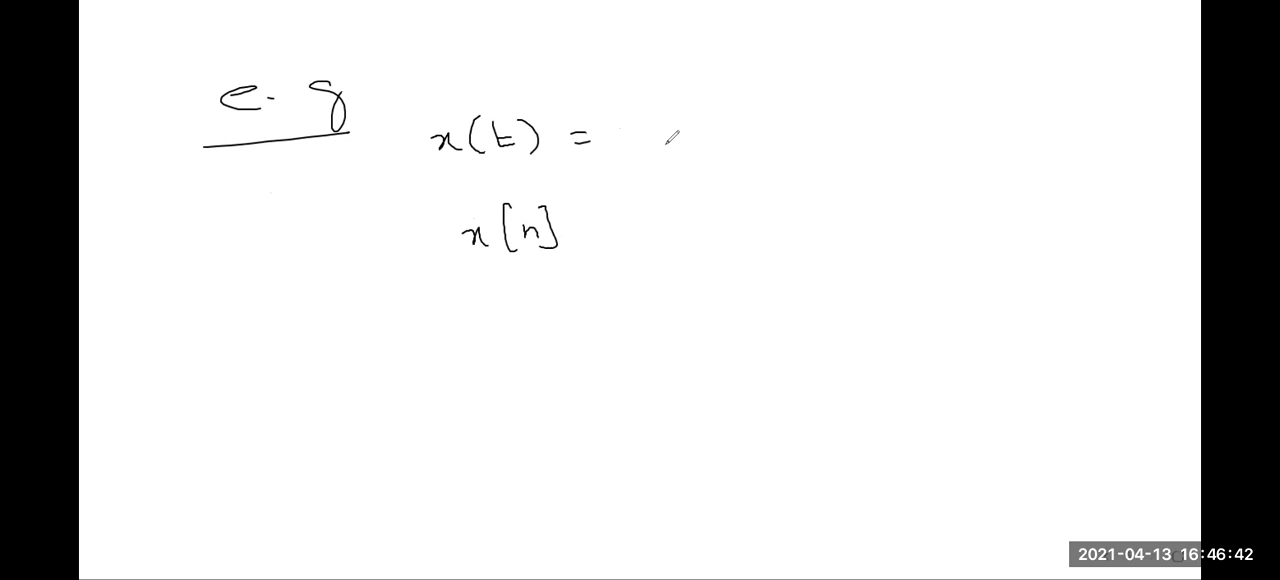 e. g
x(t) =
x[n]
2021-04-13 16:46:42